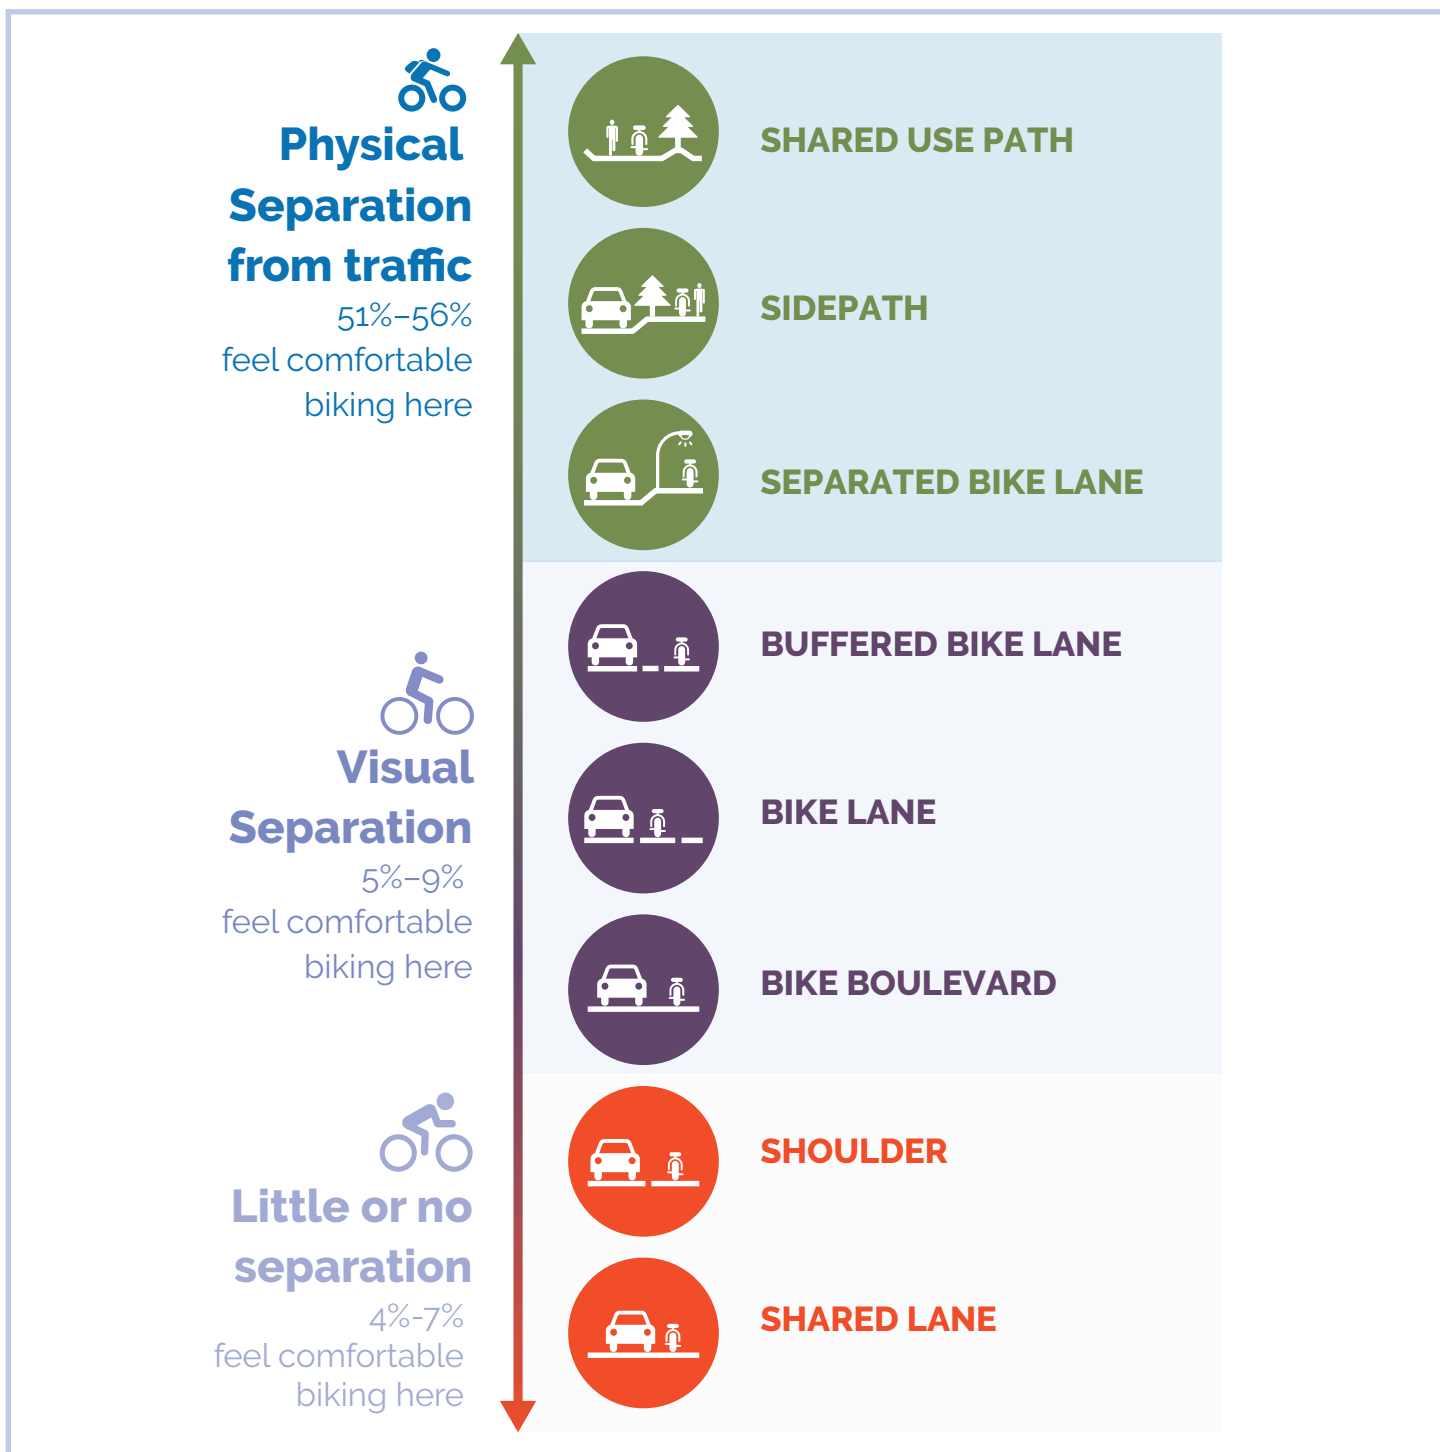 Physical
Separation
from traffic
51%–56%
feel comfortable
biking here
SHARED USE PATH
SIDEPATH
SEPARATED BIKE LANE
Visual
Separation
5%–9%
feel comfortable
biking here
BUFFERED BIKE LANE
BIKE LANE
BIKE BOULEVARD
Little or no
separation
4%-7%
feel comfortable
biking here
SHOULDER
SHARED LANE